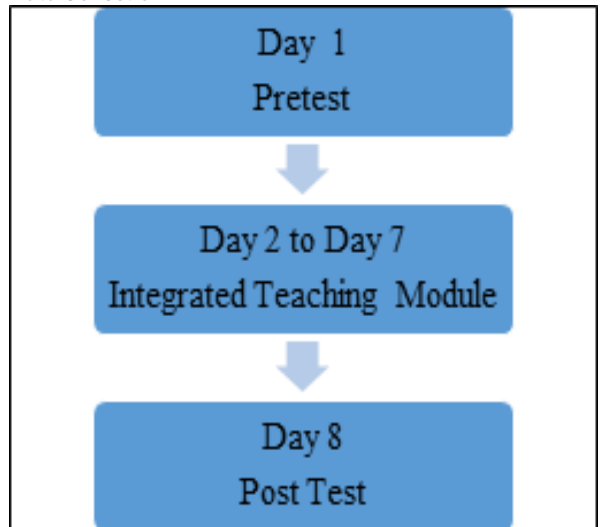 Day 1
Pretest
Day 2 to Day 7
Integrated Teaching Module
Day 8
Post Test